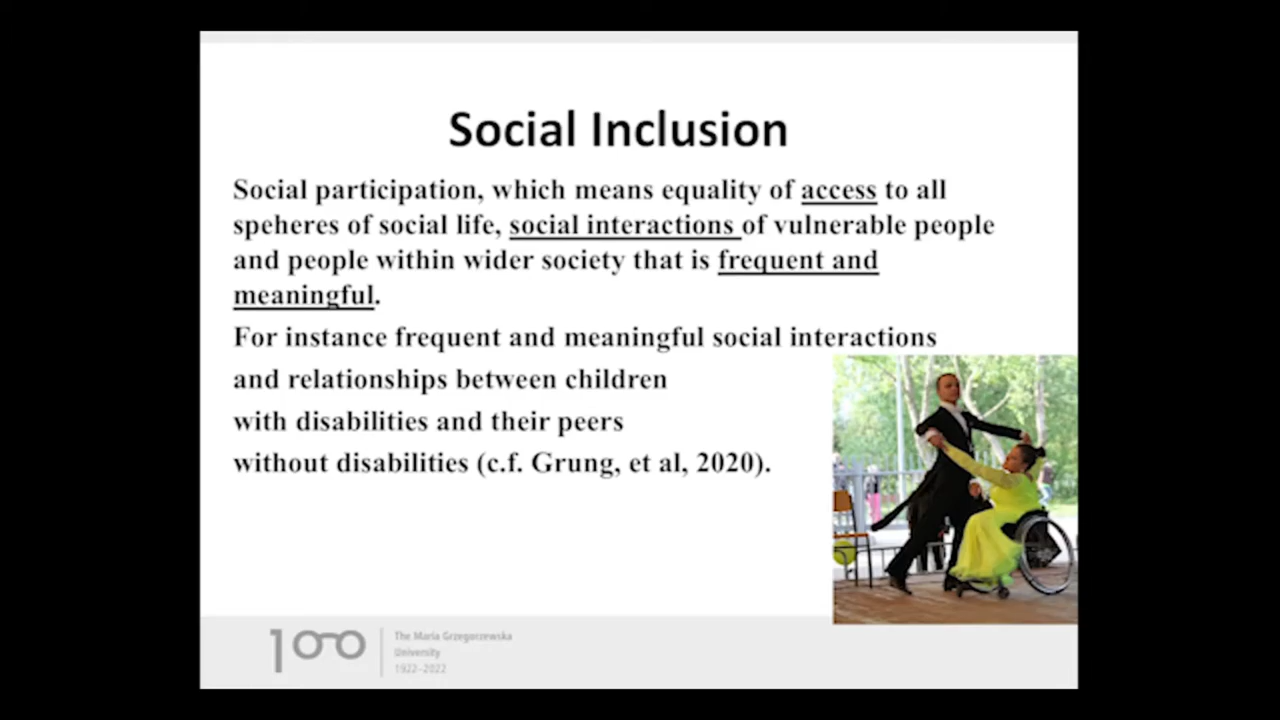 Social Inclusion
Social participation, which means equality of access to all
speheres of social life, social interactions of vulnerable people
and people within wider society that is frequent and
meaningful.
For instance frequent and meaningful social interactions
and relationships between children
with disabilities and their peers
without disabilities (c.f. Grung, et al, 2020).
100
The Maria Grzegorzewska
University
1922–2022